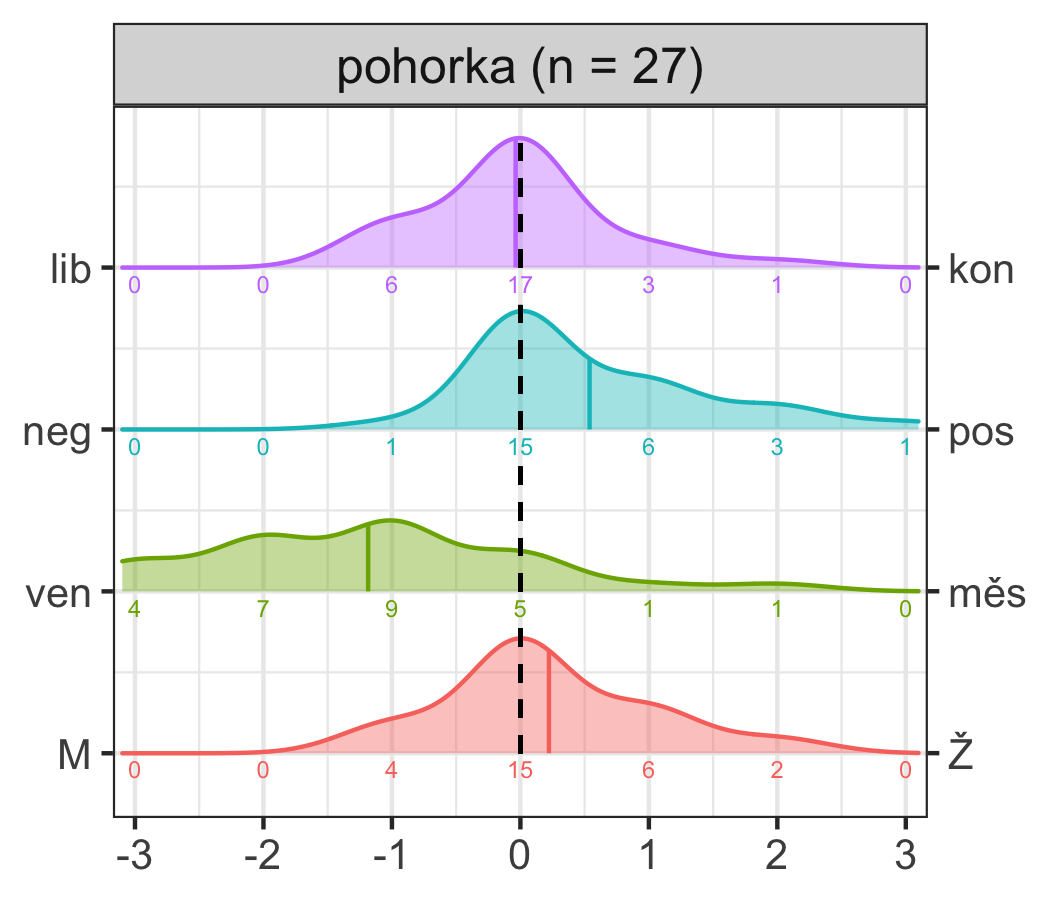 pohorka (n = 27)
lib kon
0 0 6 17 3 1 0
neg pos
0 0 1 15 6 3 1
ven měs
4 7 9 5 1 1 0
M Ž
0 0 4 15 6 2 0
-3 -2 -1 0 1 2 3